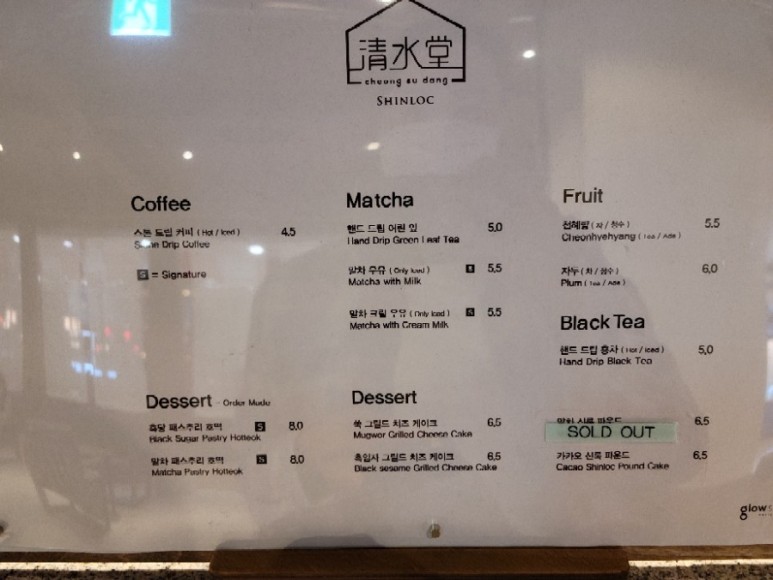 清水堂
cheung su dang
SHINLOC
Coffee
스톤 드립 커피 ( Hot / Iced ) 4.5
Stone Drip Coffee
S = Signature
Matcha
핸드 드립 어린 잎 5.0
Hand Drip Green Leaf Tea
말차 우유 ( Only Iced ) S 5.5
Matcha with Milk
말차 크림 우유 ( Only Iced ) S 5.5
Matcha with Cream Milk
Fruit
천혜향 ( 차 / 청수 ) 5.5
Cheonhyehyang ( Tea / Ade )
자두 ( 차 / 청수 ) 6.0
Plum ( Tea / Ade )
Black Tea
핸드 드립 홍차 ( Hot / Iced ) 5.0
Hand Drip Black Tea
Dessert - Order Made
흑당 패스츄리 호떡 S 8.0
Black Sugar Pastry Hotteok
말차 패스츄리 호떡 S 8.0
Matcha Pastry Hotteok
Dessert
쑥 그릴드 치즈 케이크 6.5
Mugwor Grilled Cheese Cake
흑임자 그릴드 치즈 케이크 6.5
Black sesame Grilled Cheese Cake
말차 신록 파운드 6.5
SOLD OUT
카카오 신록 파운드 6.5
Cacao Shinloc Pound Cake
glow